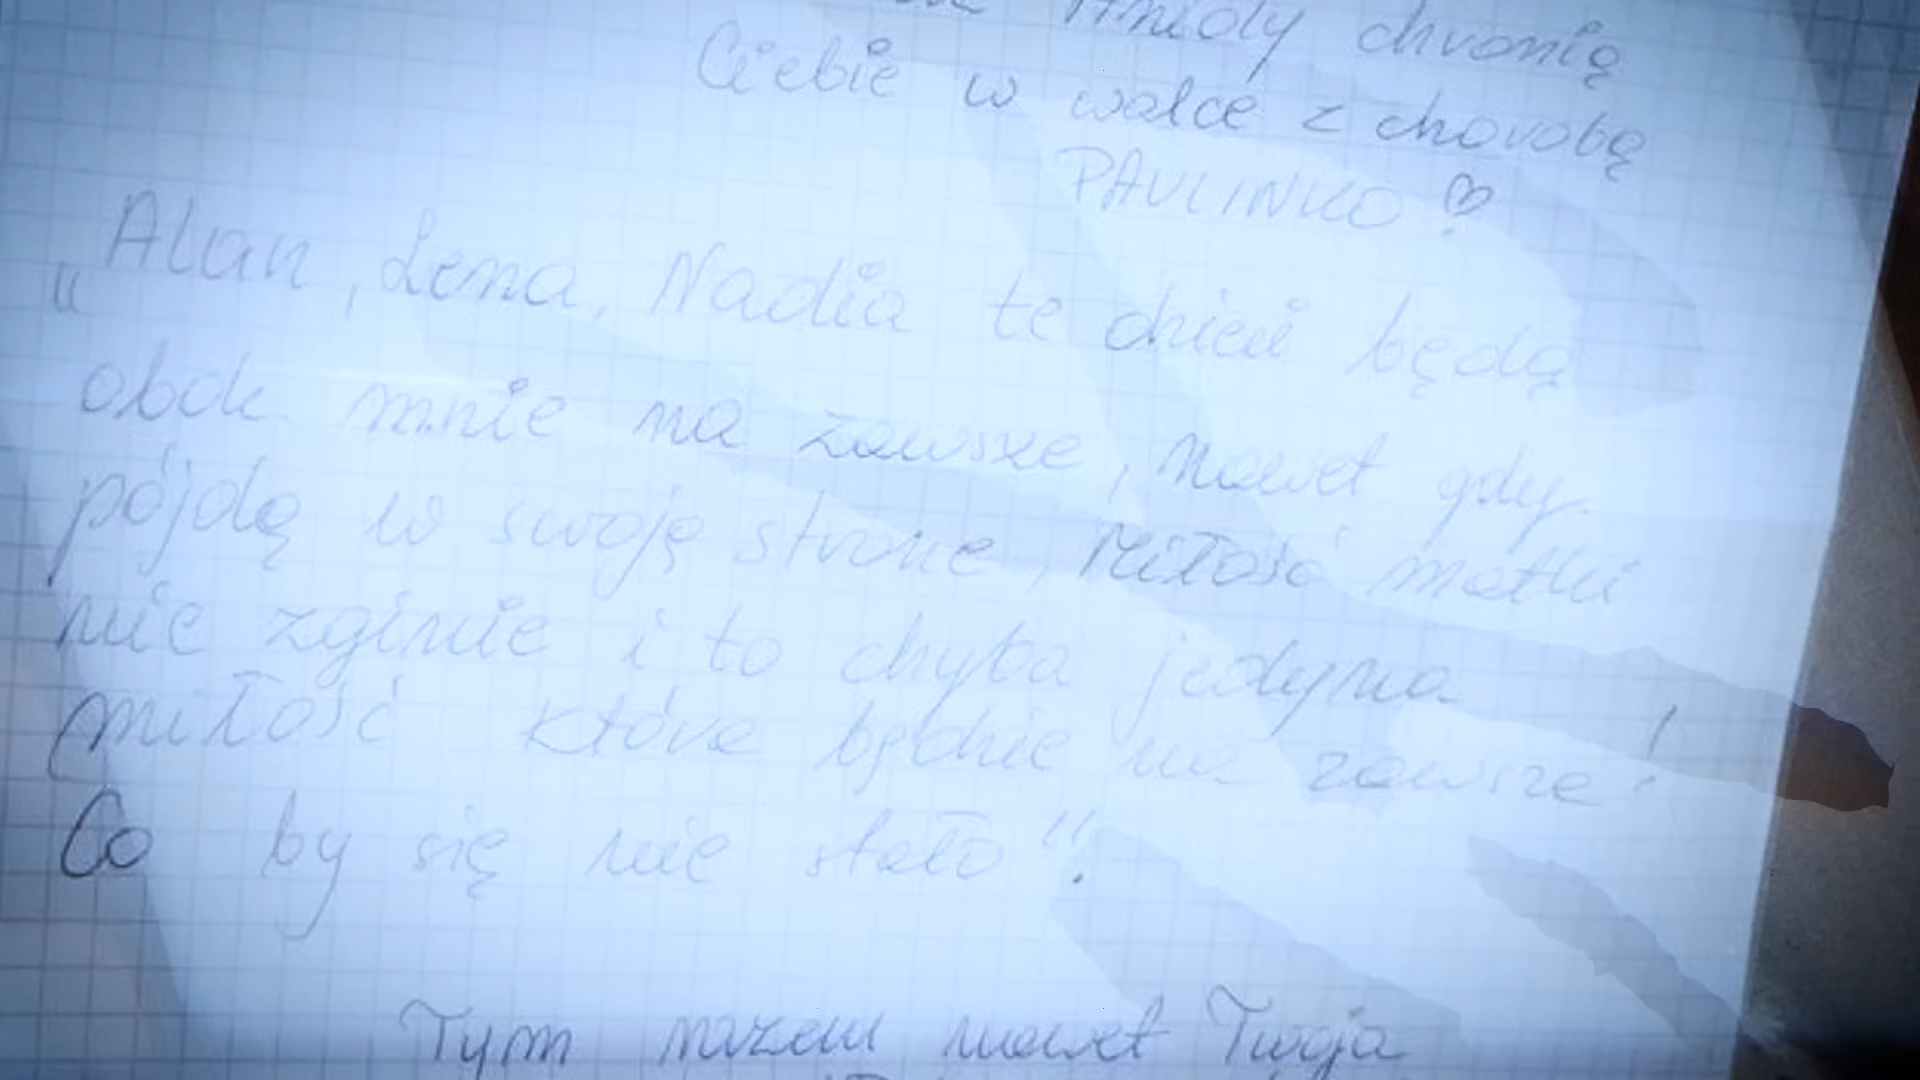 Anioły chronią
Ciebie w walce z chorobą
PAULINKO ♡!
"Alan, Lena, Nadia te dzieci będą
obok mnie na zawsze, nawet gdy
pójdą w swoję strone, Miłość matki
nie zginie i to chyba jedyna
miłość która będzie na zawsze!
Co by się nie stało".
Tym razem nawet Twoja